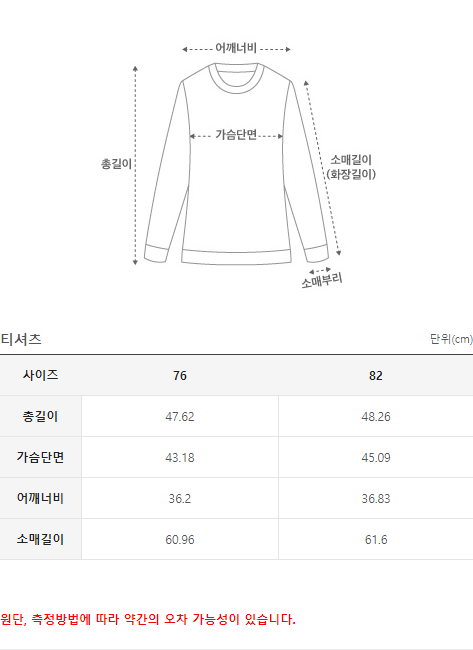 어깨너비
가슴단면
총길이
소매길이
(화장길이)
소매부리
티셔츠 단위(cm)
사이즈 76 82
총길이 47.62 48.26
가슴단면 43.18 45.09
어깨너비 36.2 36.83
소매길이 60.96 61.6
원단, 측정방법에 따라 약간의 오차 가능성이 있습니다.